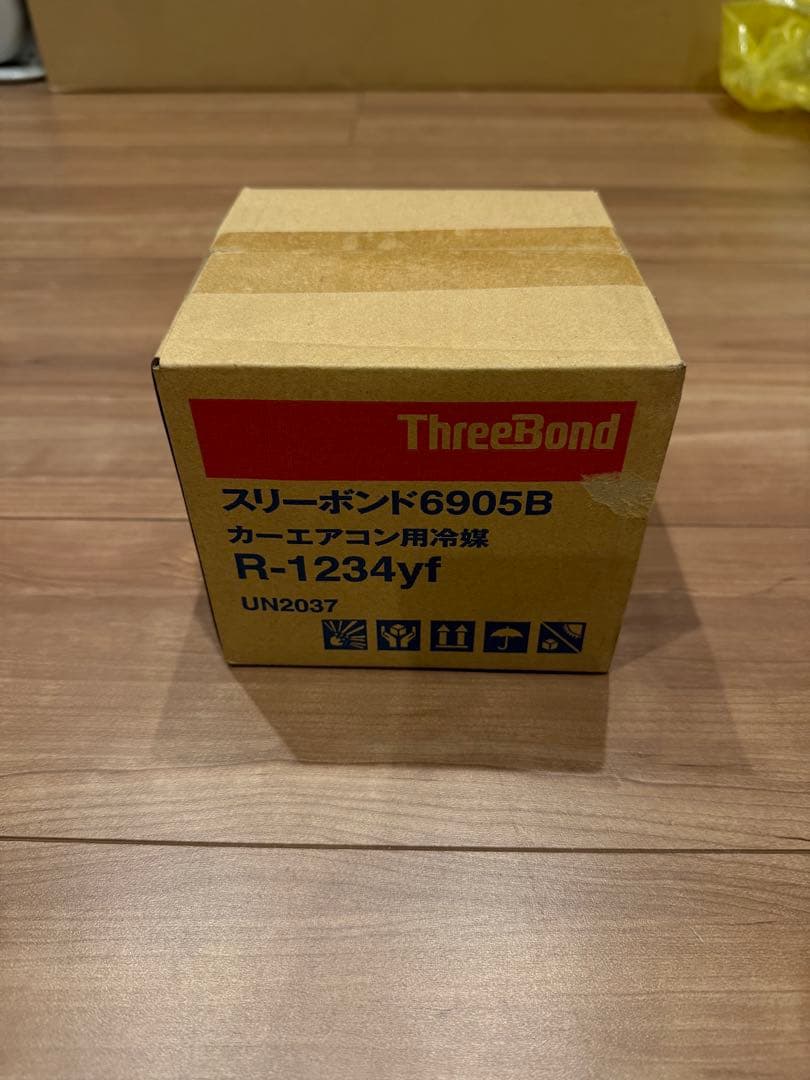 ThreeBond
スリーボンド6905B
カーエアコン用冷媒
R-1234yf
UN2037